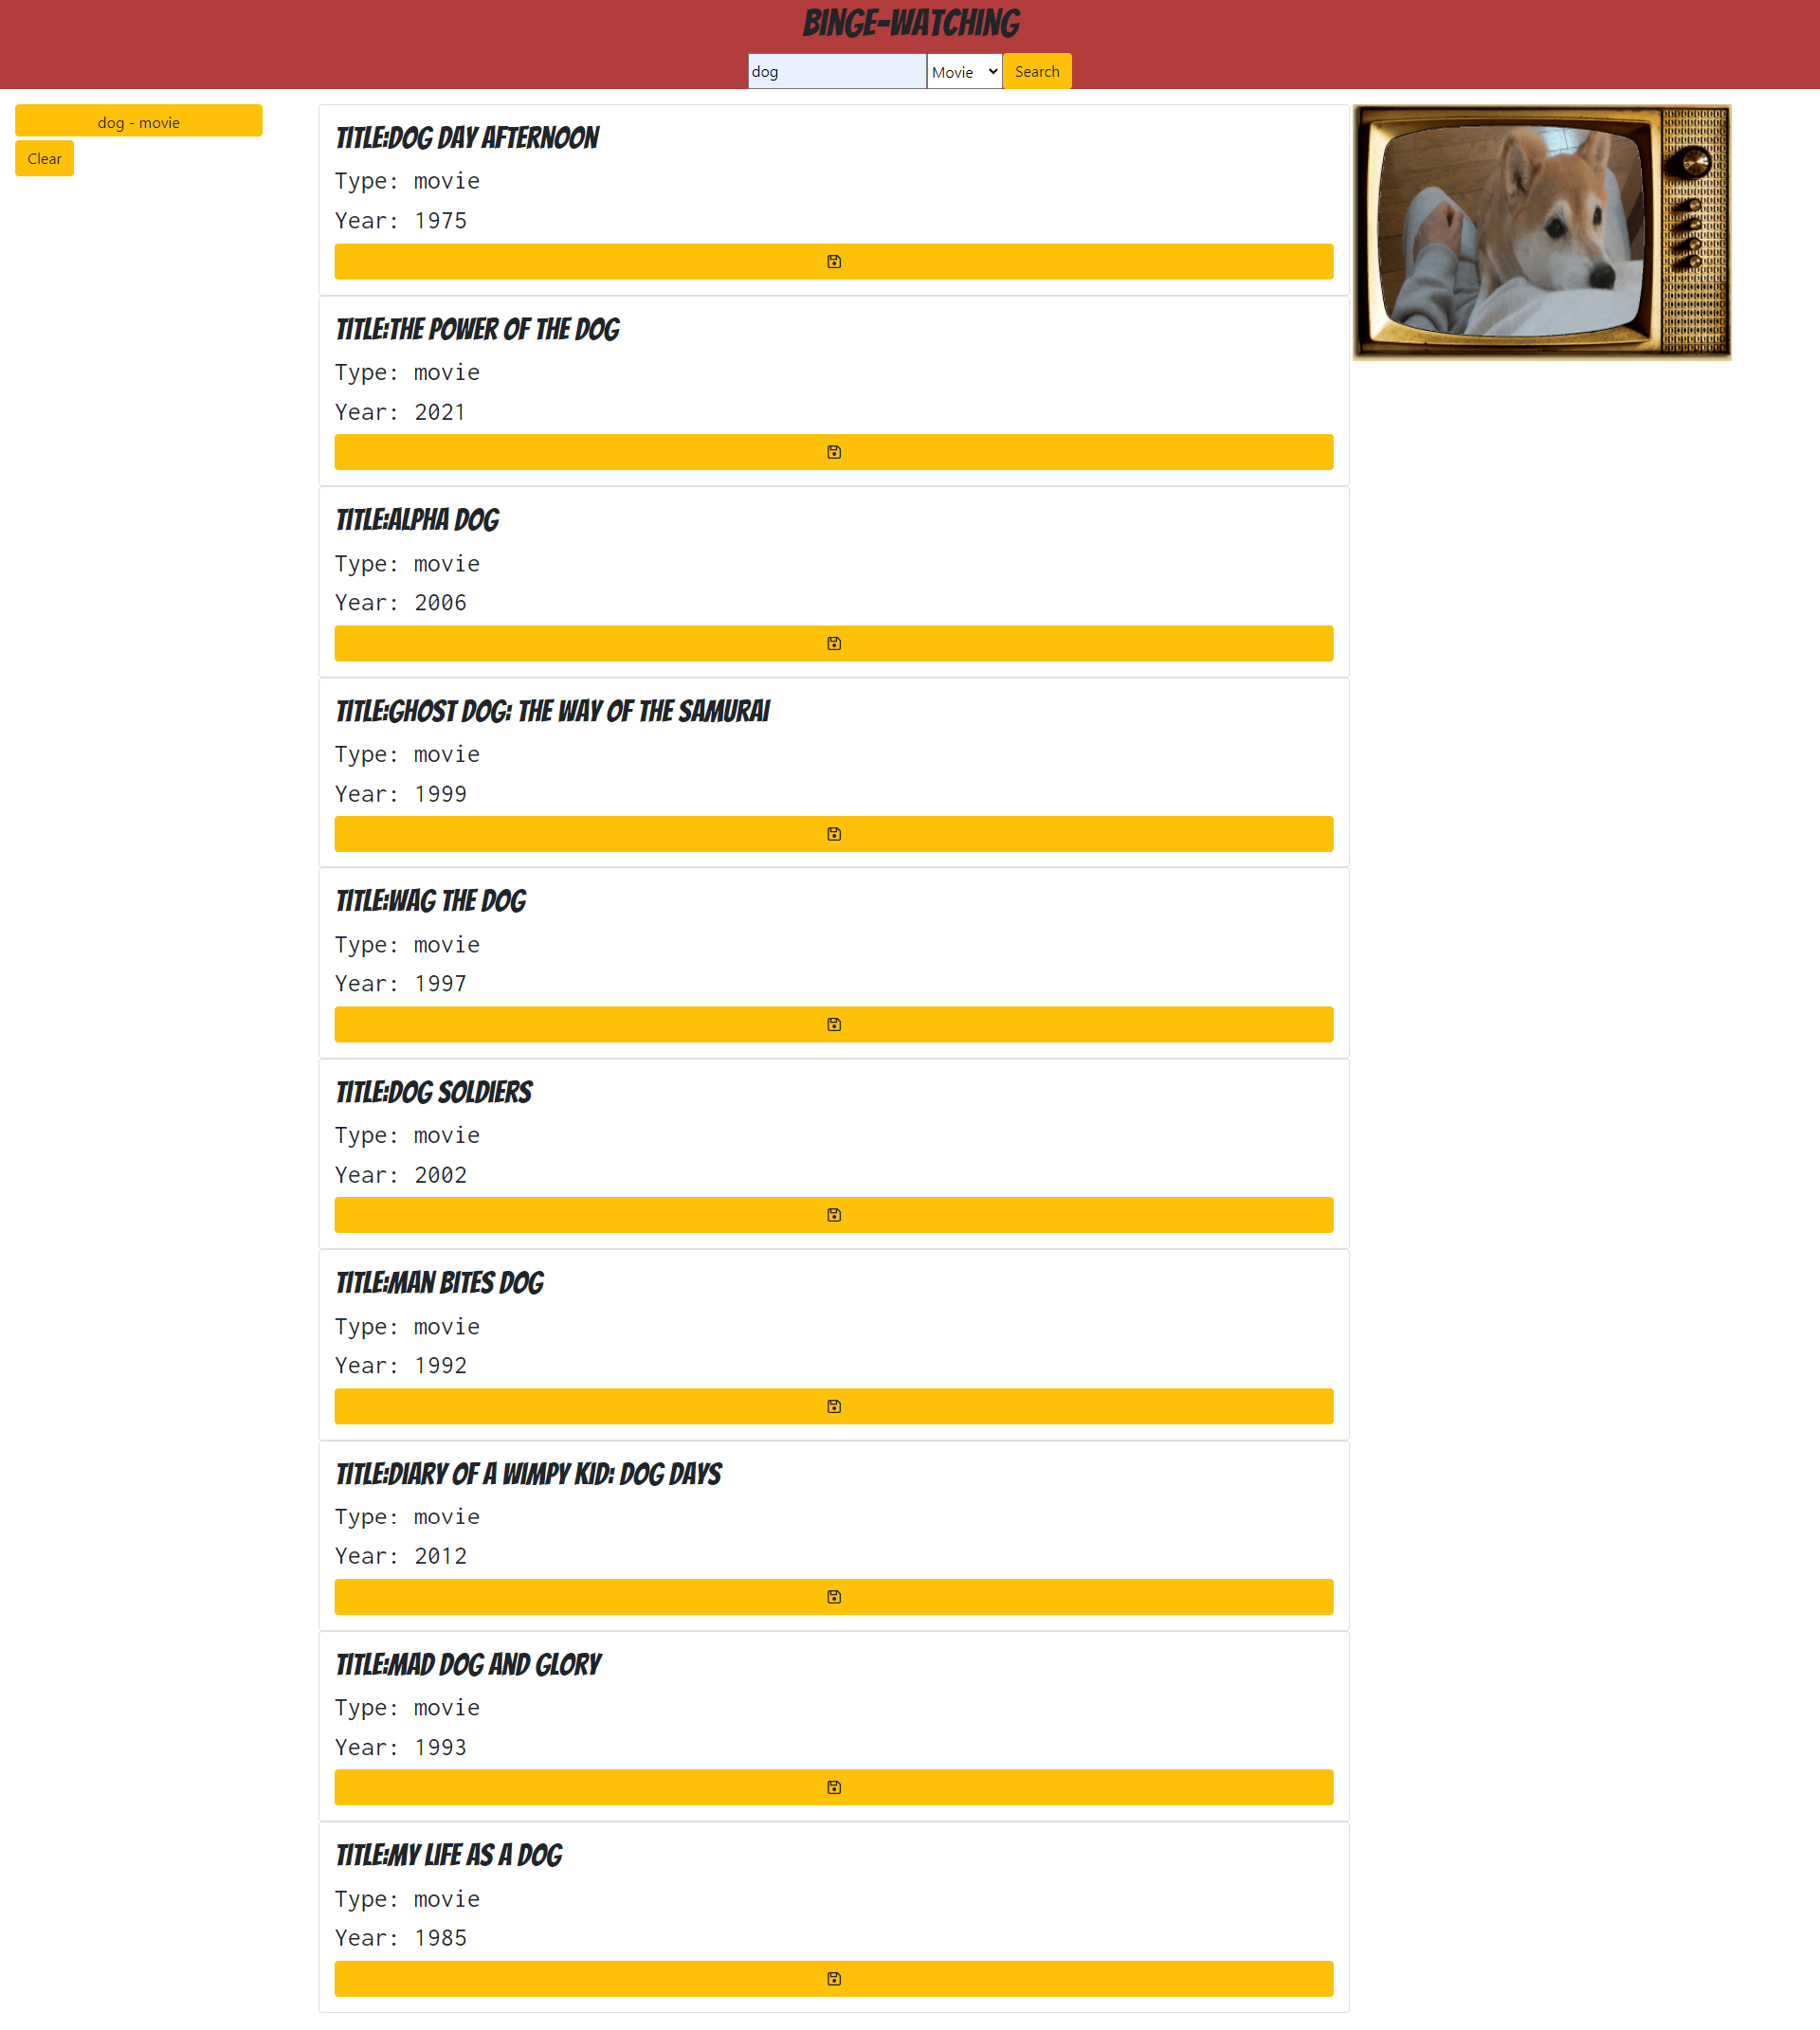 BINGE-WATCHING
dog Movie Search
dog - movie
Clear
TITLE:DOG DAY AFTERNOON
Type: movie
Year: 1975
TITLE:THE POWER OF THE DOG
Type: movie
Year: 2021
TITLE:ALPHA DOG
Type: movie
Year: 2006
TITLE:GHOST DOG: THE WAY OF THE SAMURAI
Type: movie
Year: 1999
TITLE:WAG THE DOG
Type: movie
Year: 1997
TITLE:DOG SOLDIERS
Type: movie
Year: 2002
TITLE:MAN BITES DOG
Type: movie
Year: 1992
TITLE:DIARY OF A WIMPY KID: DOG DAYS
Type: movie
Year: 2012
TITLE:MAD DOG AND GLORY
Type: movie
Year: 1993
TITLE:MY LIFE AS A DOG
Type: movie
Year: 1985